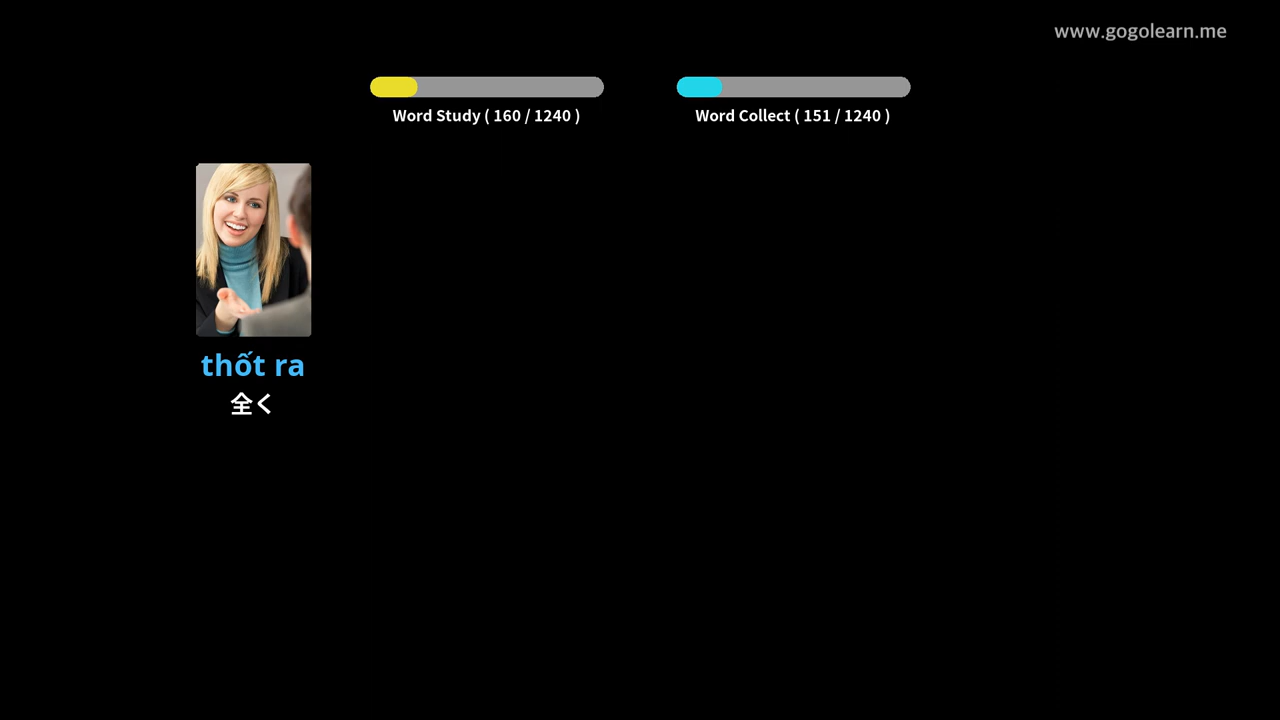 www.gogolearn.me
Word Study ( 160 / 1240 )
Word Collect ( 151 / 1240 )
thốt ra
全く